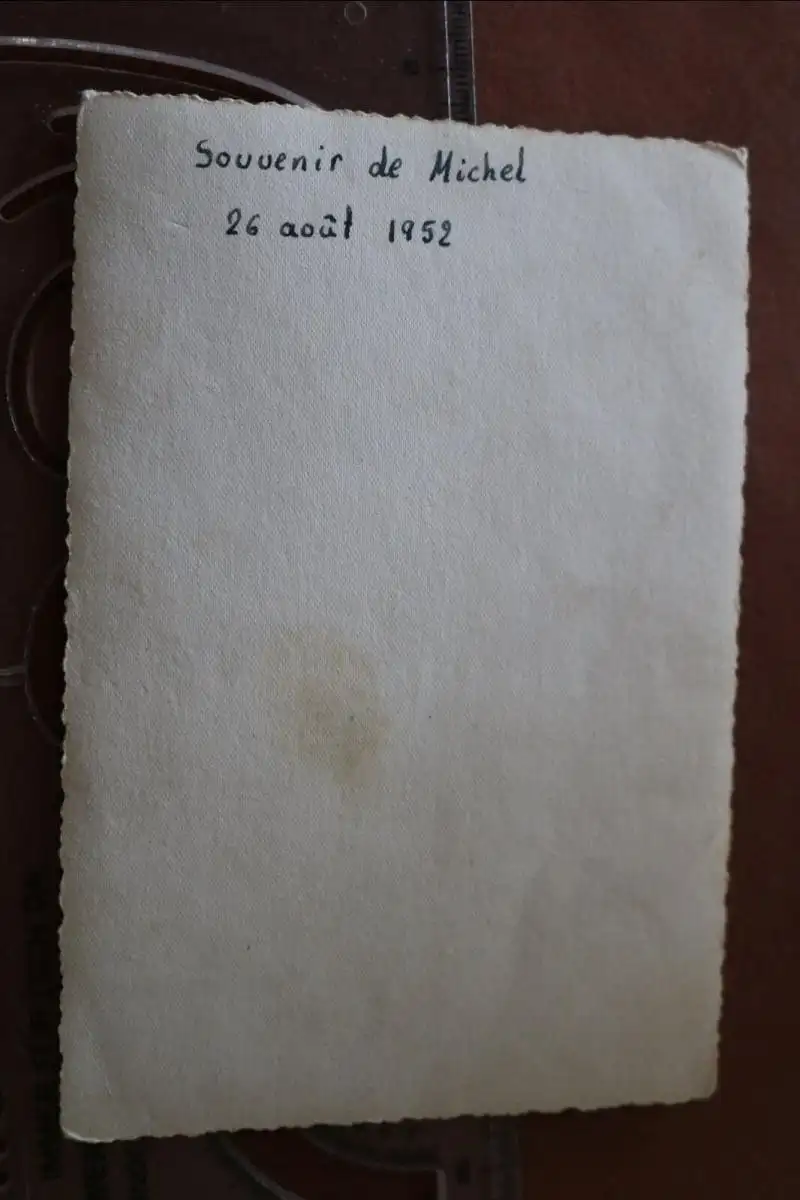 Souvenir de Michel
26 août 1952